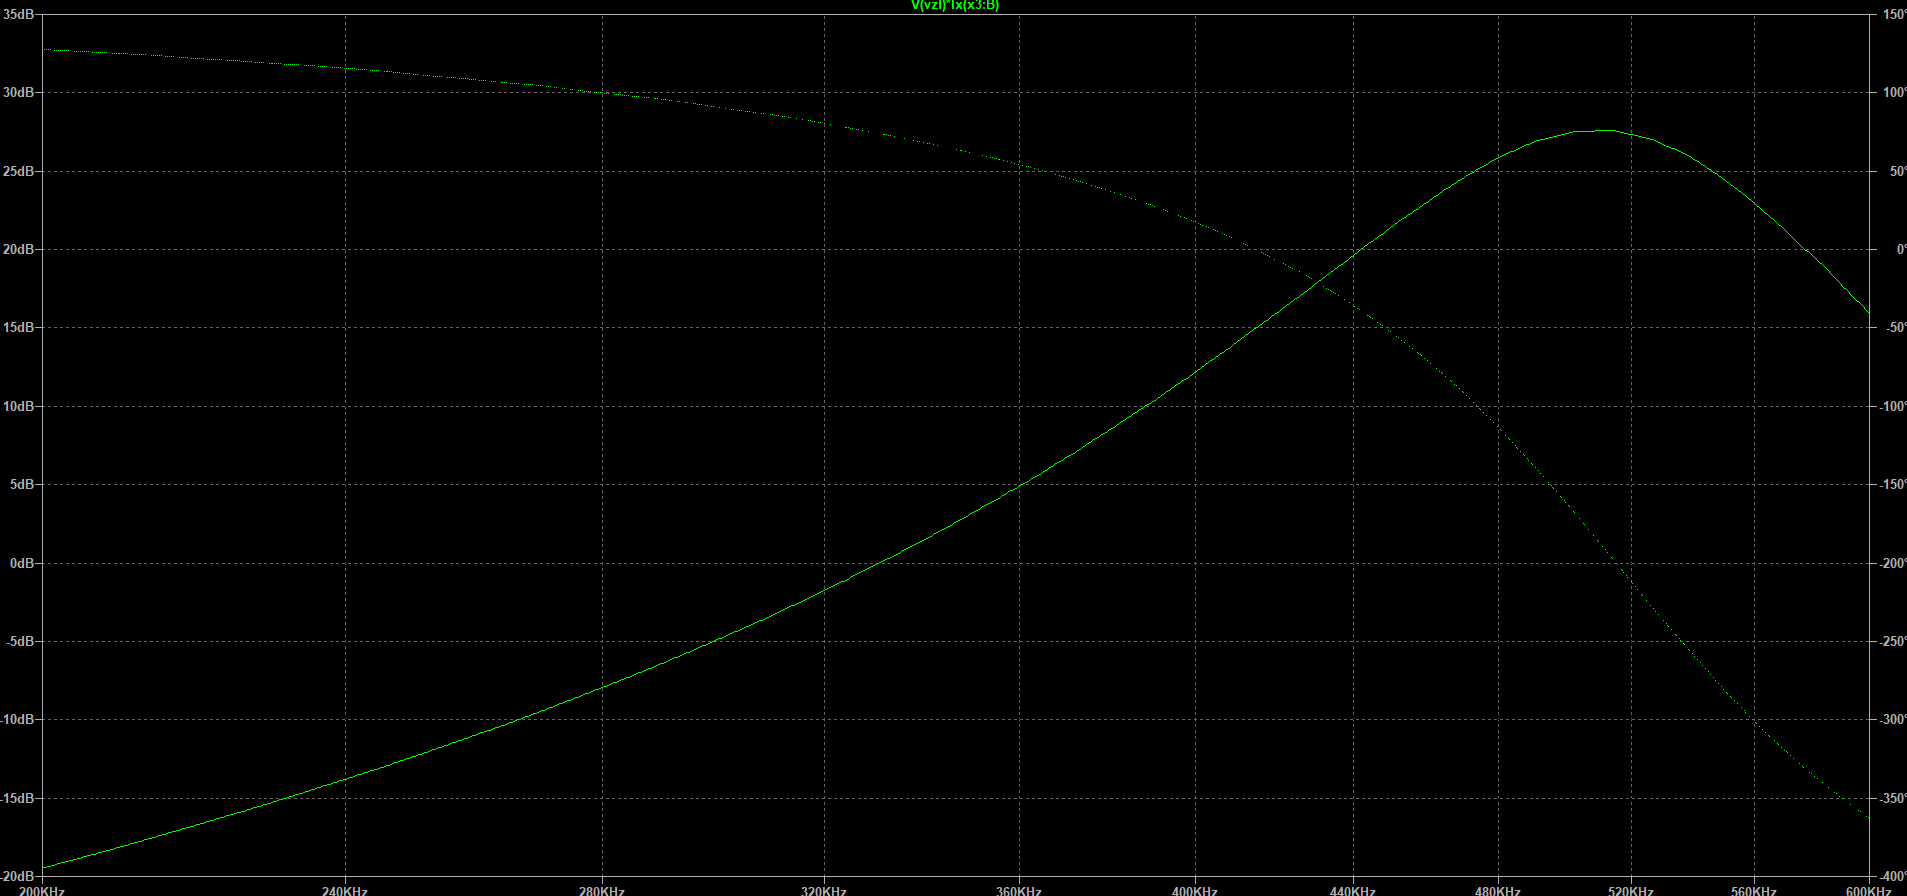 V(vzl)*Ix(x3:B)
35dB
30dB
25dB
20dB
15dB
10dB
5dB
0dB
-5dB
-10dB
-15dB
-20dB
150°
100°
50°
0°
-50°
-100°
-150°
-200°
-250°
-300°
-350°
-400°
200KHz 240KHz 280KHz 320KHz 360KHz 400KHz 440KHz 480KHz 520KHz 560KHz 600KHz